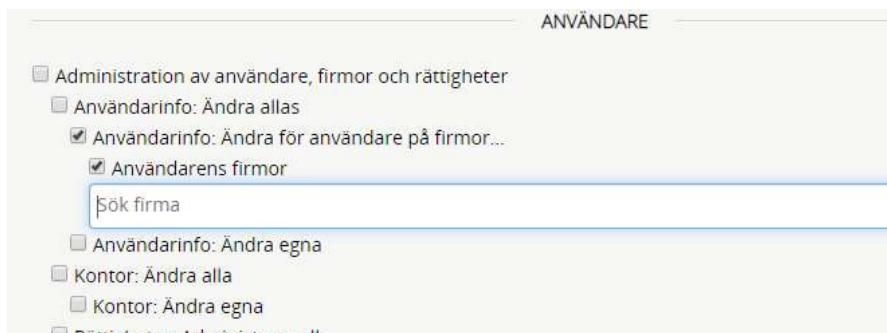 ANVÄNDARE
Administration av användare, firmor och rättigheter
Användarinfo: Ändra allas
Användarinfo: Ändra för användare på firmor...
Användarens firmor
Sök firma
Användarinfo: Ändra egna
Kontor: Ändra alla
Kontor: Ändra egna